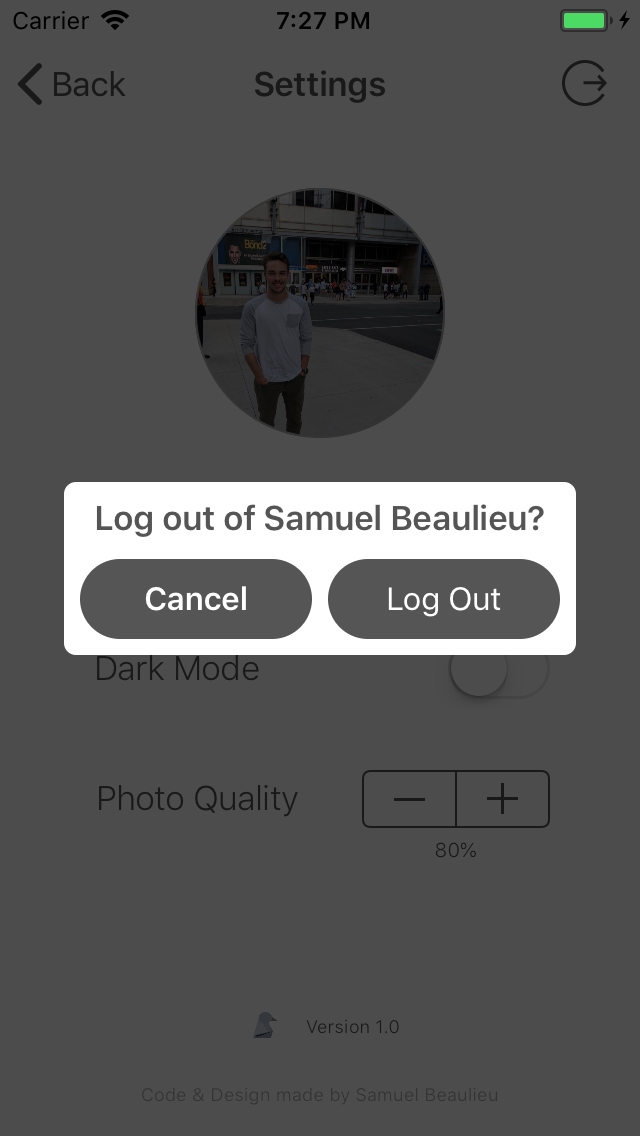 Carrier 7:27 PM
Back Settings
Bondz
Log out of Samuel Beaulieu?
Cancel Log Out
Dark Mode
Photo Quality
80%
Version 1.0
Code & Design made by Samuel Beaulieu